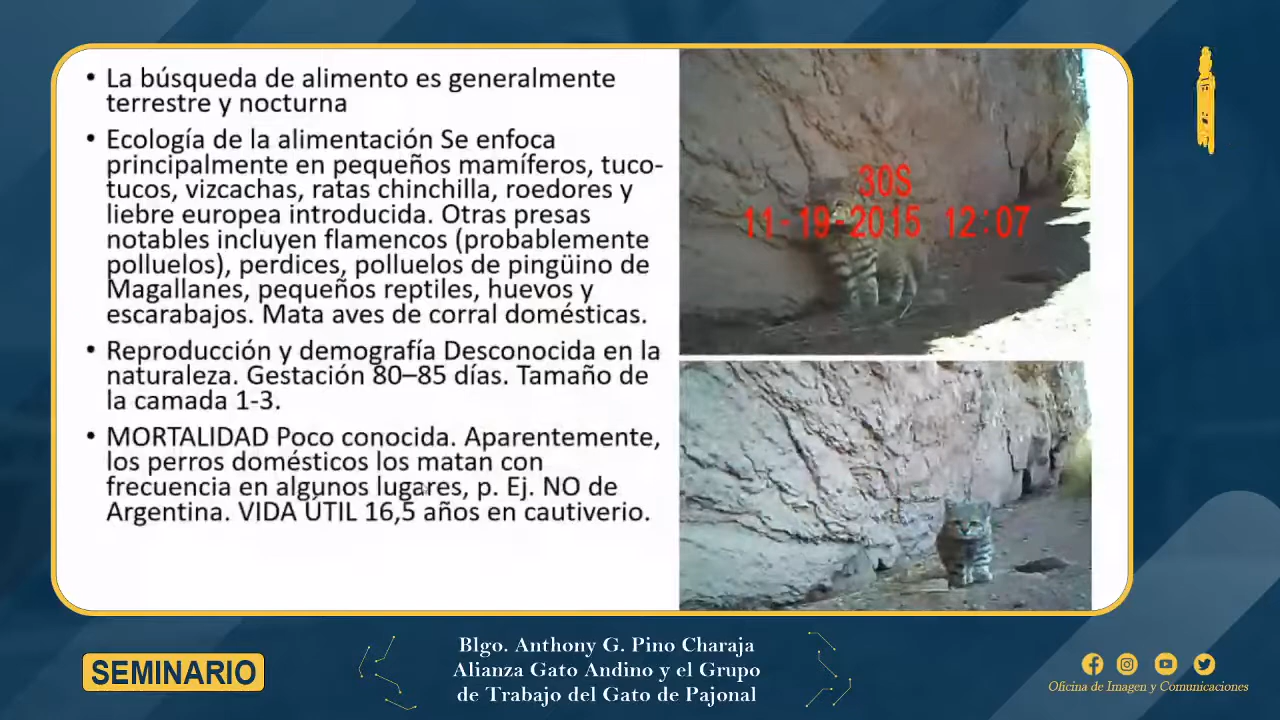 • La búsqueda de alimento es generalmente
terrestre y nocturna
• Ecología de la alimentación Se enfoca
principalmente en pequeños mamíferos, tuco-
tucos, vizcachas, ratas chinchilla, roedores y
liebre europea introducida. Otras presas
notables incluyen flamencos (probablemente
polluelos), perdices, polluelos de pingüino de
Magallanes, pequeños reptiles, huevos y
escarabajos. Mata aves de corral domésticas.
• Reproducción y demografía Desconocida en la
naturaleza. Gestación 80–85 días. Tamaño de
la camada 1-3.
• MORTALIDAD Poco conocida. Aparentemente,
los perros domésticos los matan con
frecuencia en algunos lugares, p. Ej. NO de
Argentina. VIDA ÚTIL 16,5 años en cautiverio.
30S
11-19-2015 12:07
SEMINARIO
Blgo. Anthony G. Pino Charaja
Alianza Gato Andino y el Grupo
de Trabajo del Gato de Pajonal
Oficina de Imagen y Comunicaciones